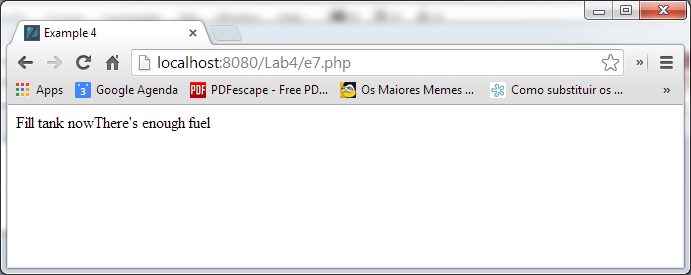 Example 4
localhost:8080/Lab4/e7.php
Apps
3 Google Agenda
PDF PDFescape - Free PD...
Os Maiores Memes ...
Como substituir os ...
Fill tank nowThere's enough fuel